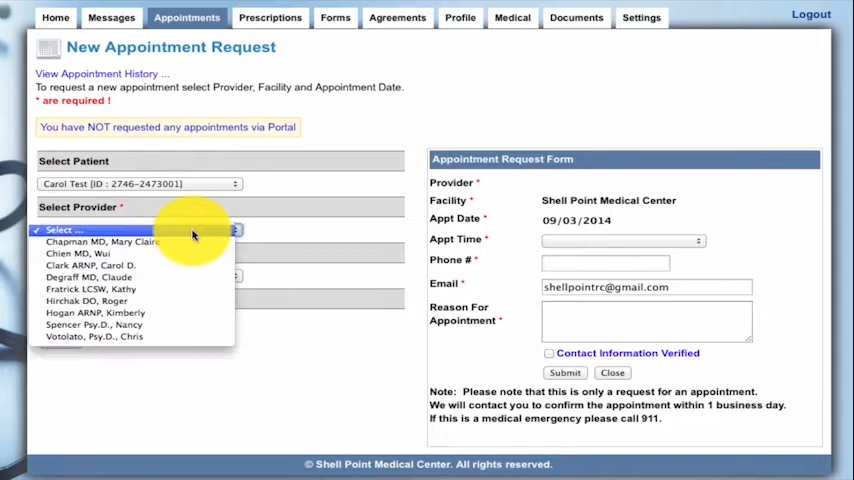 Home Messages Appointments Prescriptions Forms Agreements Profile Medical Documents Settings Logout
New Appointment Request
View Appointment History ...
To request a new appointment select Provider, Facility and Appointment Date.
* are required !
You have NOT requested any appointments via Portal
Select Patient
Carol Test [ID : 2746-2473001]
Select Provider *
✓ Select ...
Chapman MD, Mary Claire
Chien MD, Wui
Clark ARNP, Carol D.
Degraff MD, Claude
Fratrick LCSW, Kathy
Hirchak DO, Roger
Hogan ARNP, Kimberly
Spencer Psy.D., Nancy
Votolato, Psy.D., Chris
Appointment Request Form
Provider *
Facility * Shell Point Medical Center
Appt Date * 09/03/2014
Appt Time *
Phone # *
Email * shellpointrc@gmail.com
Reason For
Appointment *
Contact Information Verified
Submit Close
Note: Please note that this is only a request for an appointment.
We will contact you to confirm the appointment within 1 business day.
If this is a medical emergency please call 911.
© Shell Point Medical Center. All rights reserved.